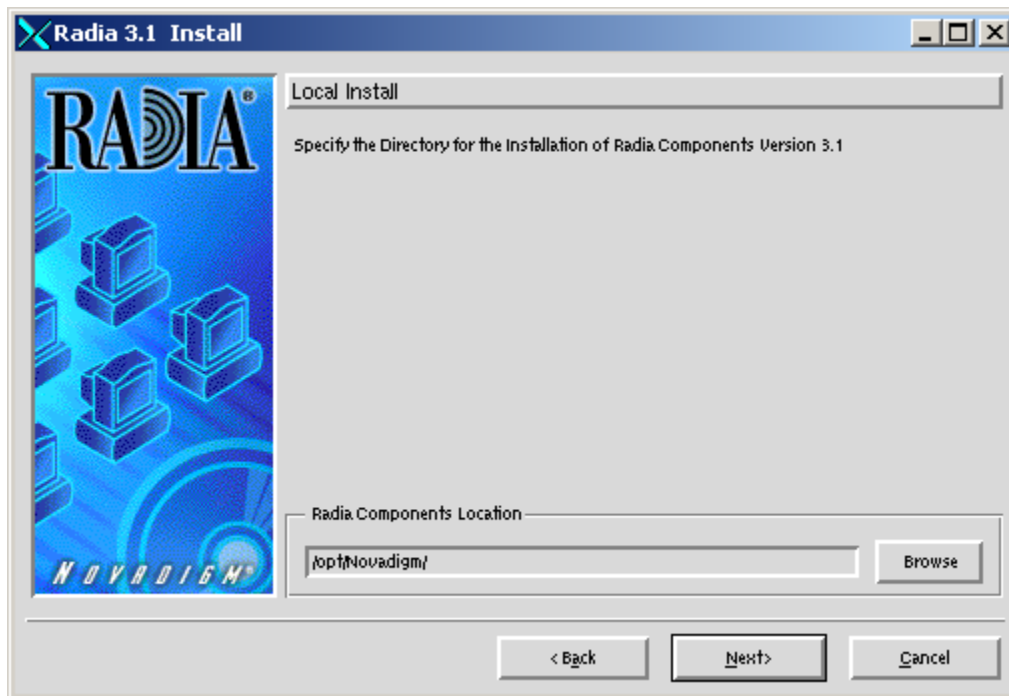 Radia 3.1 Install
RADIA®
Local Install
Specify the Directory for the Installation of Radia Components Version 3.1
Radia Components Location
/opt/Novadigm/
Browse
NOVADIGM®
< Back
Next>
Cancel